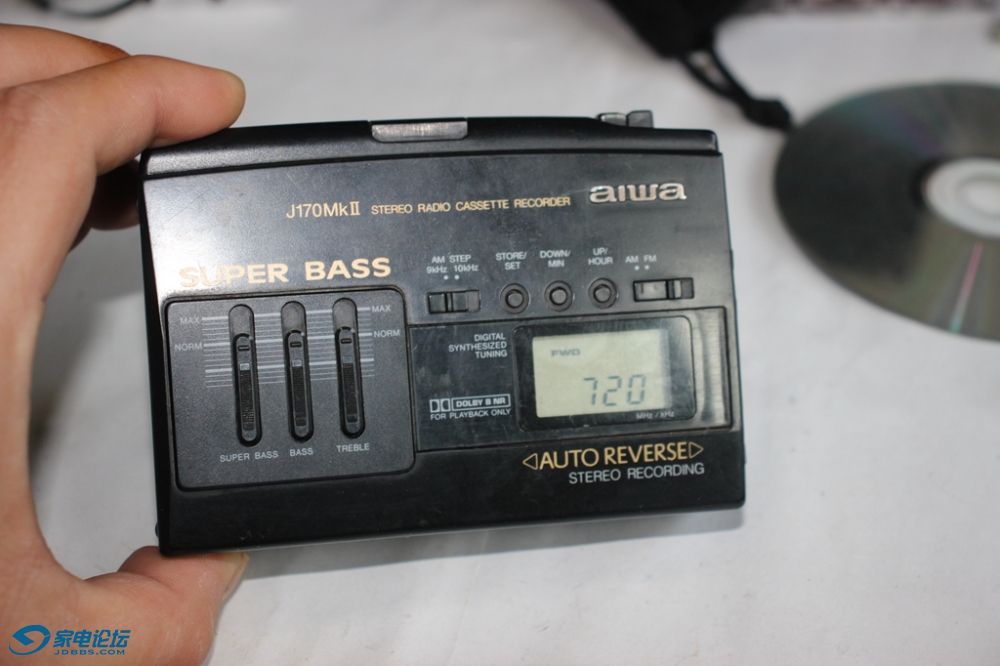 J170MkII STEREO RADIO CASSETTE RECORDER aiwa
SUPER BASS
AM STEP
9kHz 10kHz
STORE/
SET
DOWN/
MIN
UP/
HOUR
AM FM
MAX MAX
NORM NORM
SUPER BASS BASS TREBLE
DIGITAL
SYNTHESIZED
TUNING
DOLBY B NR
FOR PLAYBACK ONLY
FWD
720
MHz / kHz
AUTO REVERSE
STEREO RECORDING
家电论坛
JDBBS.COM